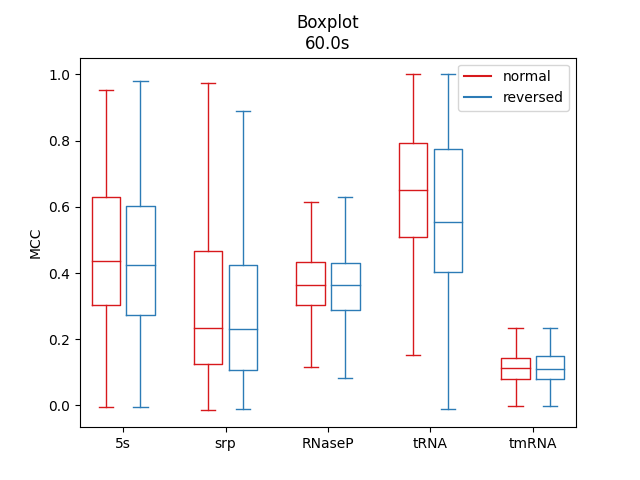 Boxplot
60.0s
normal
reversed
MCC
1.0
0.8
0.6
0.4
0.2
0.0
5s srp RNaseP tRNA tmRNA